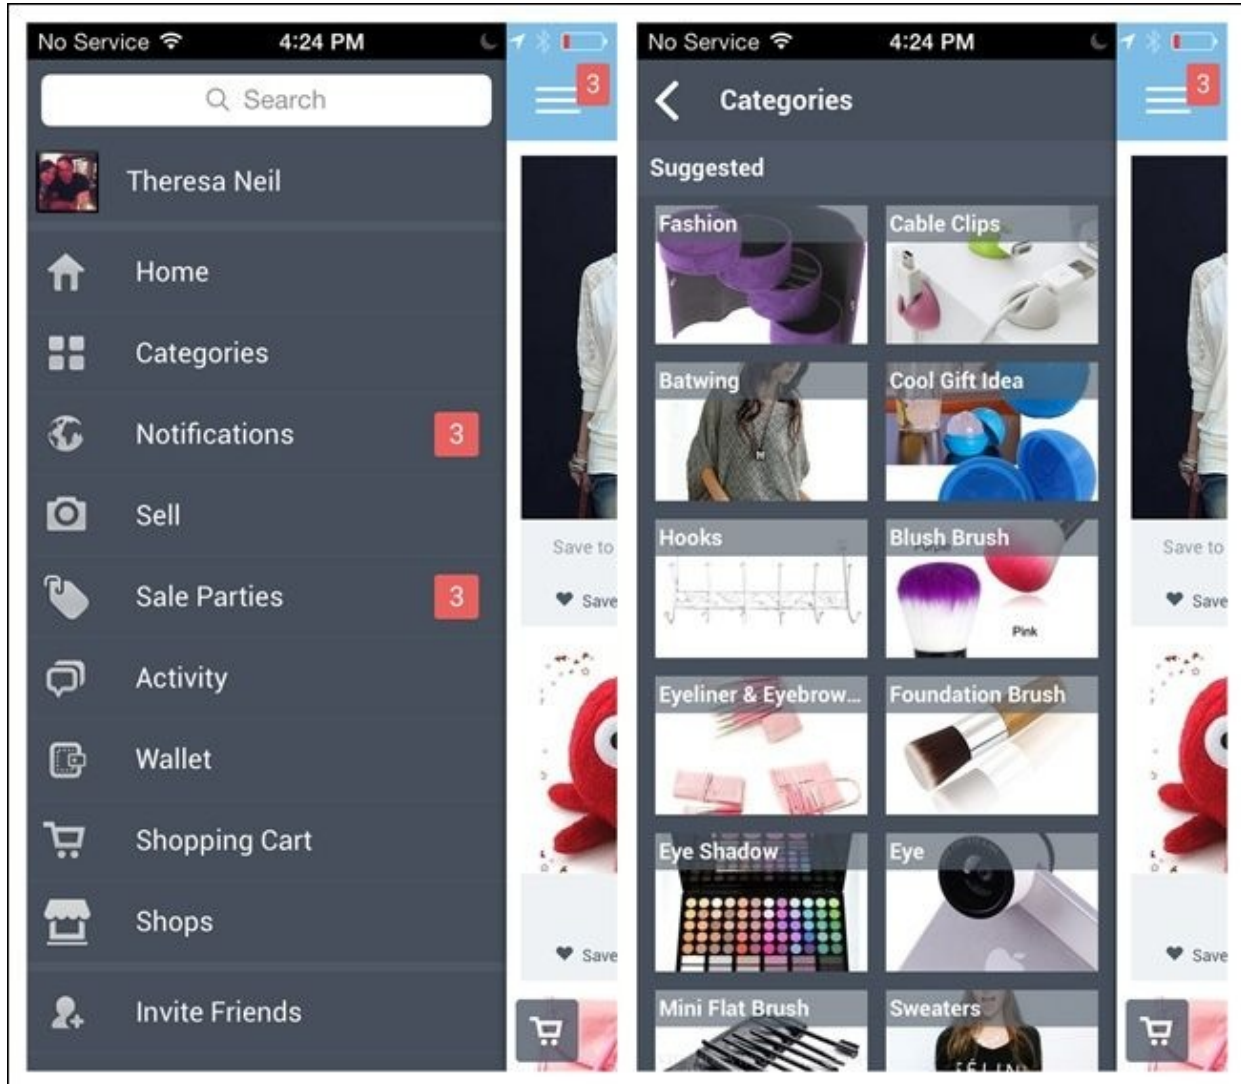 No Service 4:24 PM
Search
3
Theresa Neil
Home
Categories
Notifications 3
Sell
Sale Parties 3
Activity
Wallet
Shopping Cart
Shops
Invite Friends
Save to
Save
Save
No Service 4:24 PM
Categories
3
Suggested
Fashion
Cable Clips
Batwing
Cool Gift Idea
M
Hooks
Blush Brush
Purple
Pink
Eyeliner & Eyebrow...
Foundation Brush
Eye Shadow
Eye
Mini Flat Brush
Sweaters
FÉLIN
Save to
Save
Save